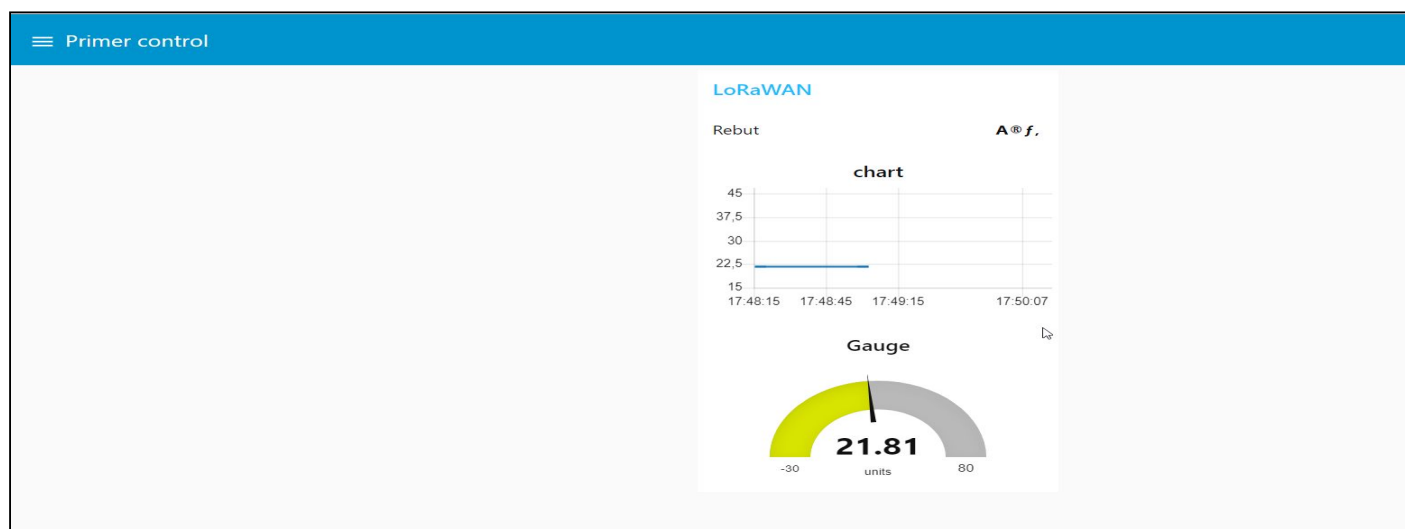 Primer control
LoRaWAN
Rebut A®ƒ,
chart
45
37,5
30
22,5
15
17:48:15 17:48:45 17:49:15 17:50:07
Gauge
21.81
-30 units 80